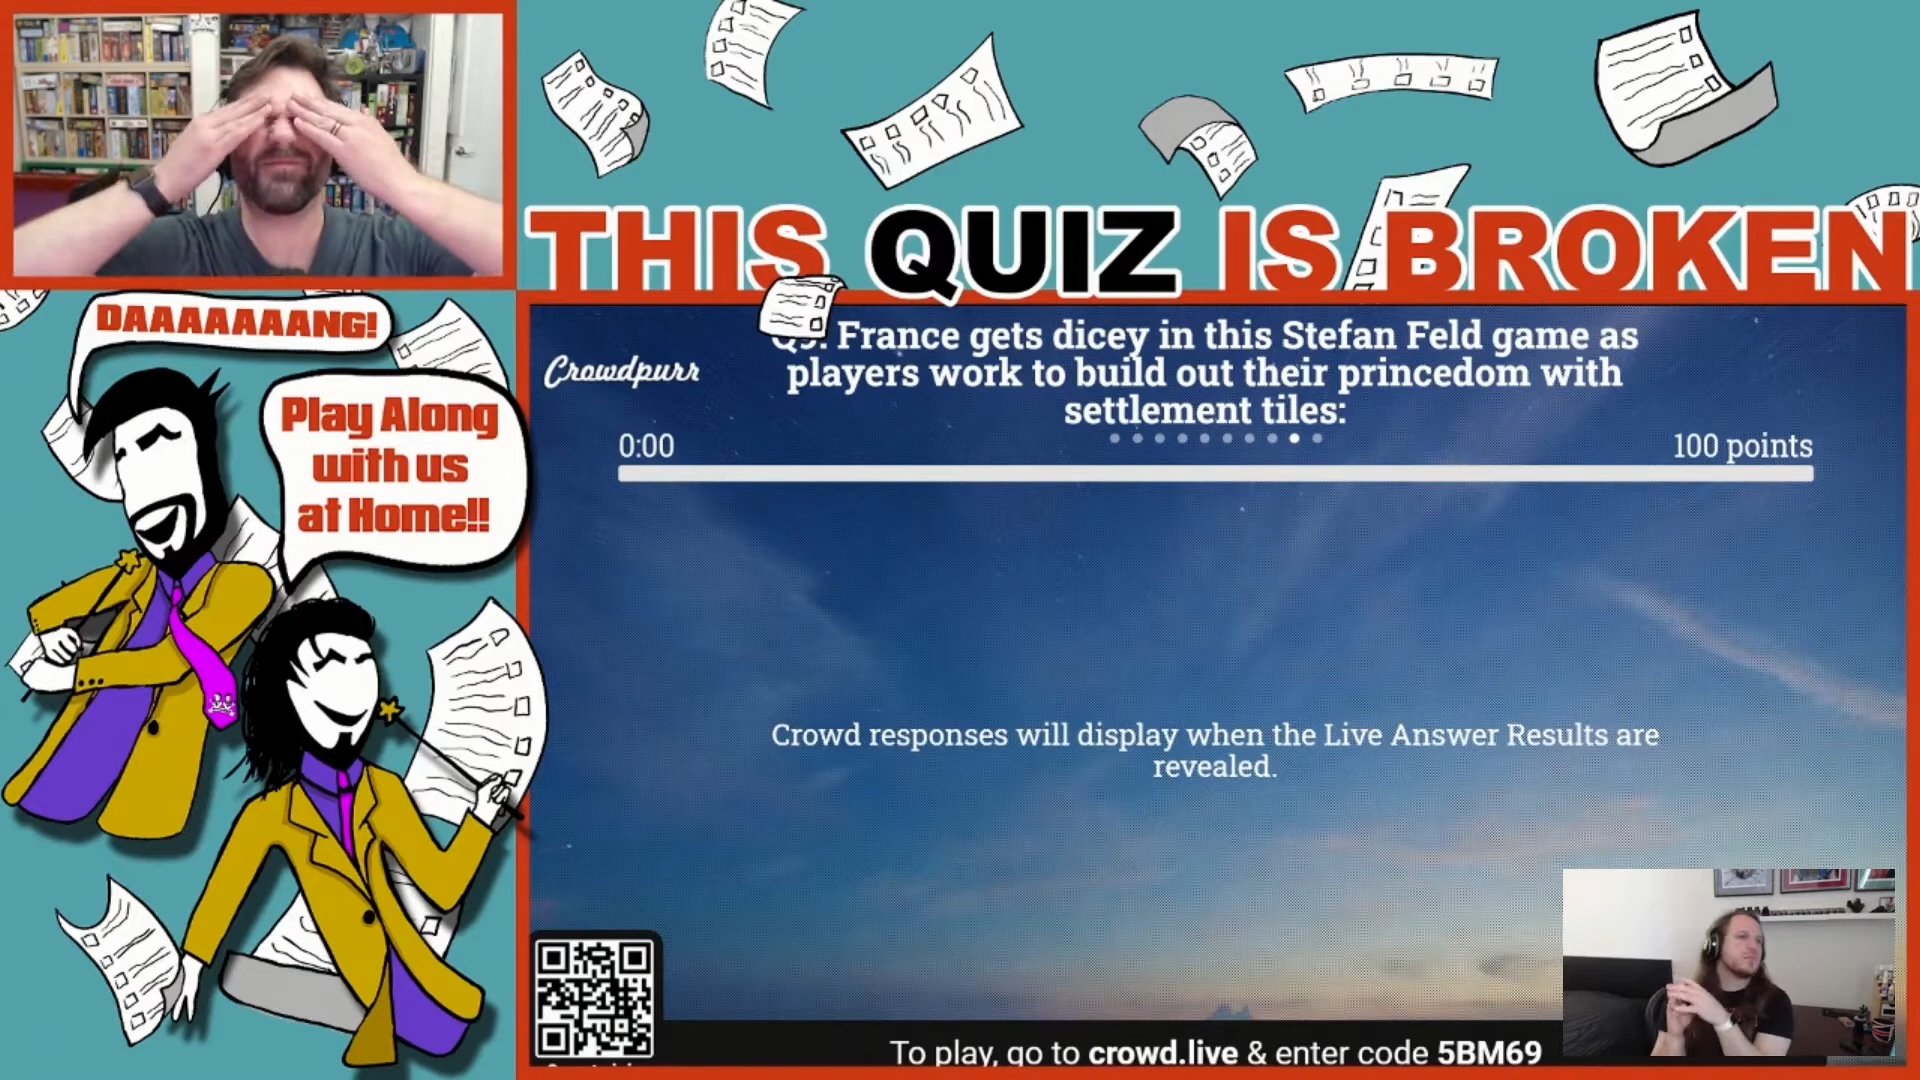 THIS QUIZ IS BROKEN
DAAAAAAAANG!
Play Along
with us
at Home!!
Crowdpurr
France gets dicey in this Stefan Feld game as
players work to build out their princedom with
settlement tiles:
0:00
100 points
Crowd responses will display when the Live Answer Results are
revealed.
To play, go to crowd.live & enter code 5BM69